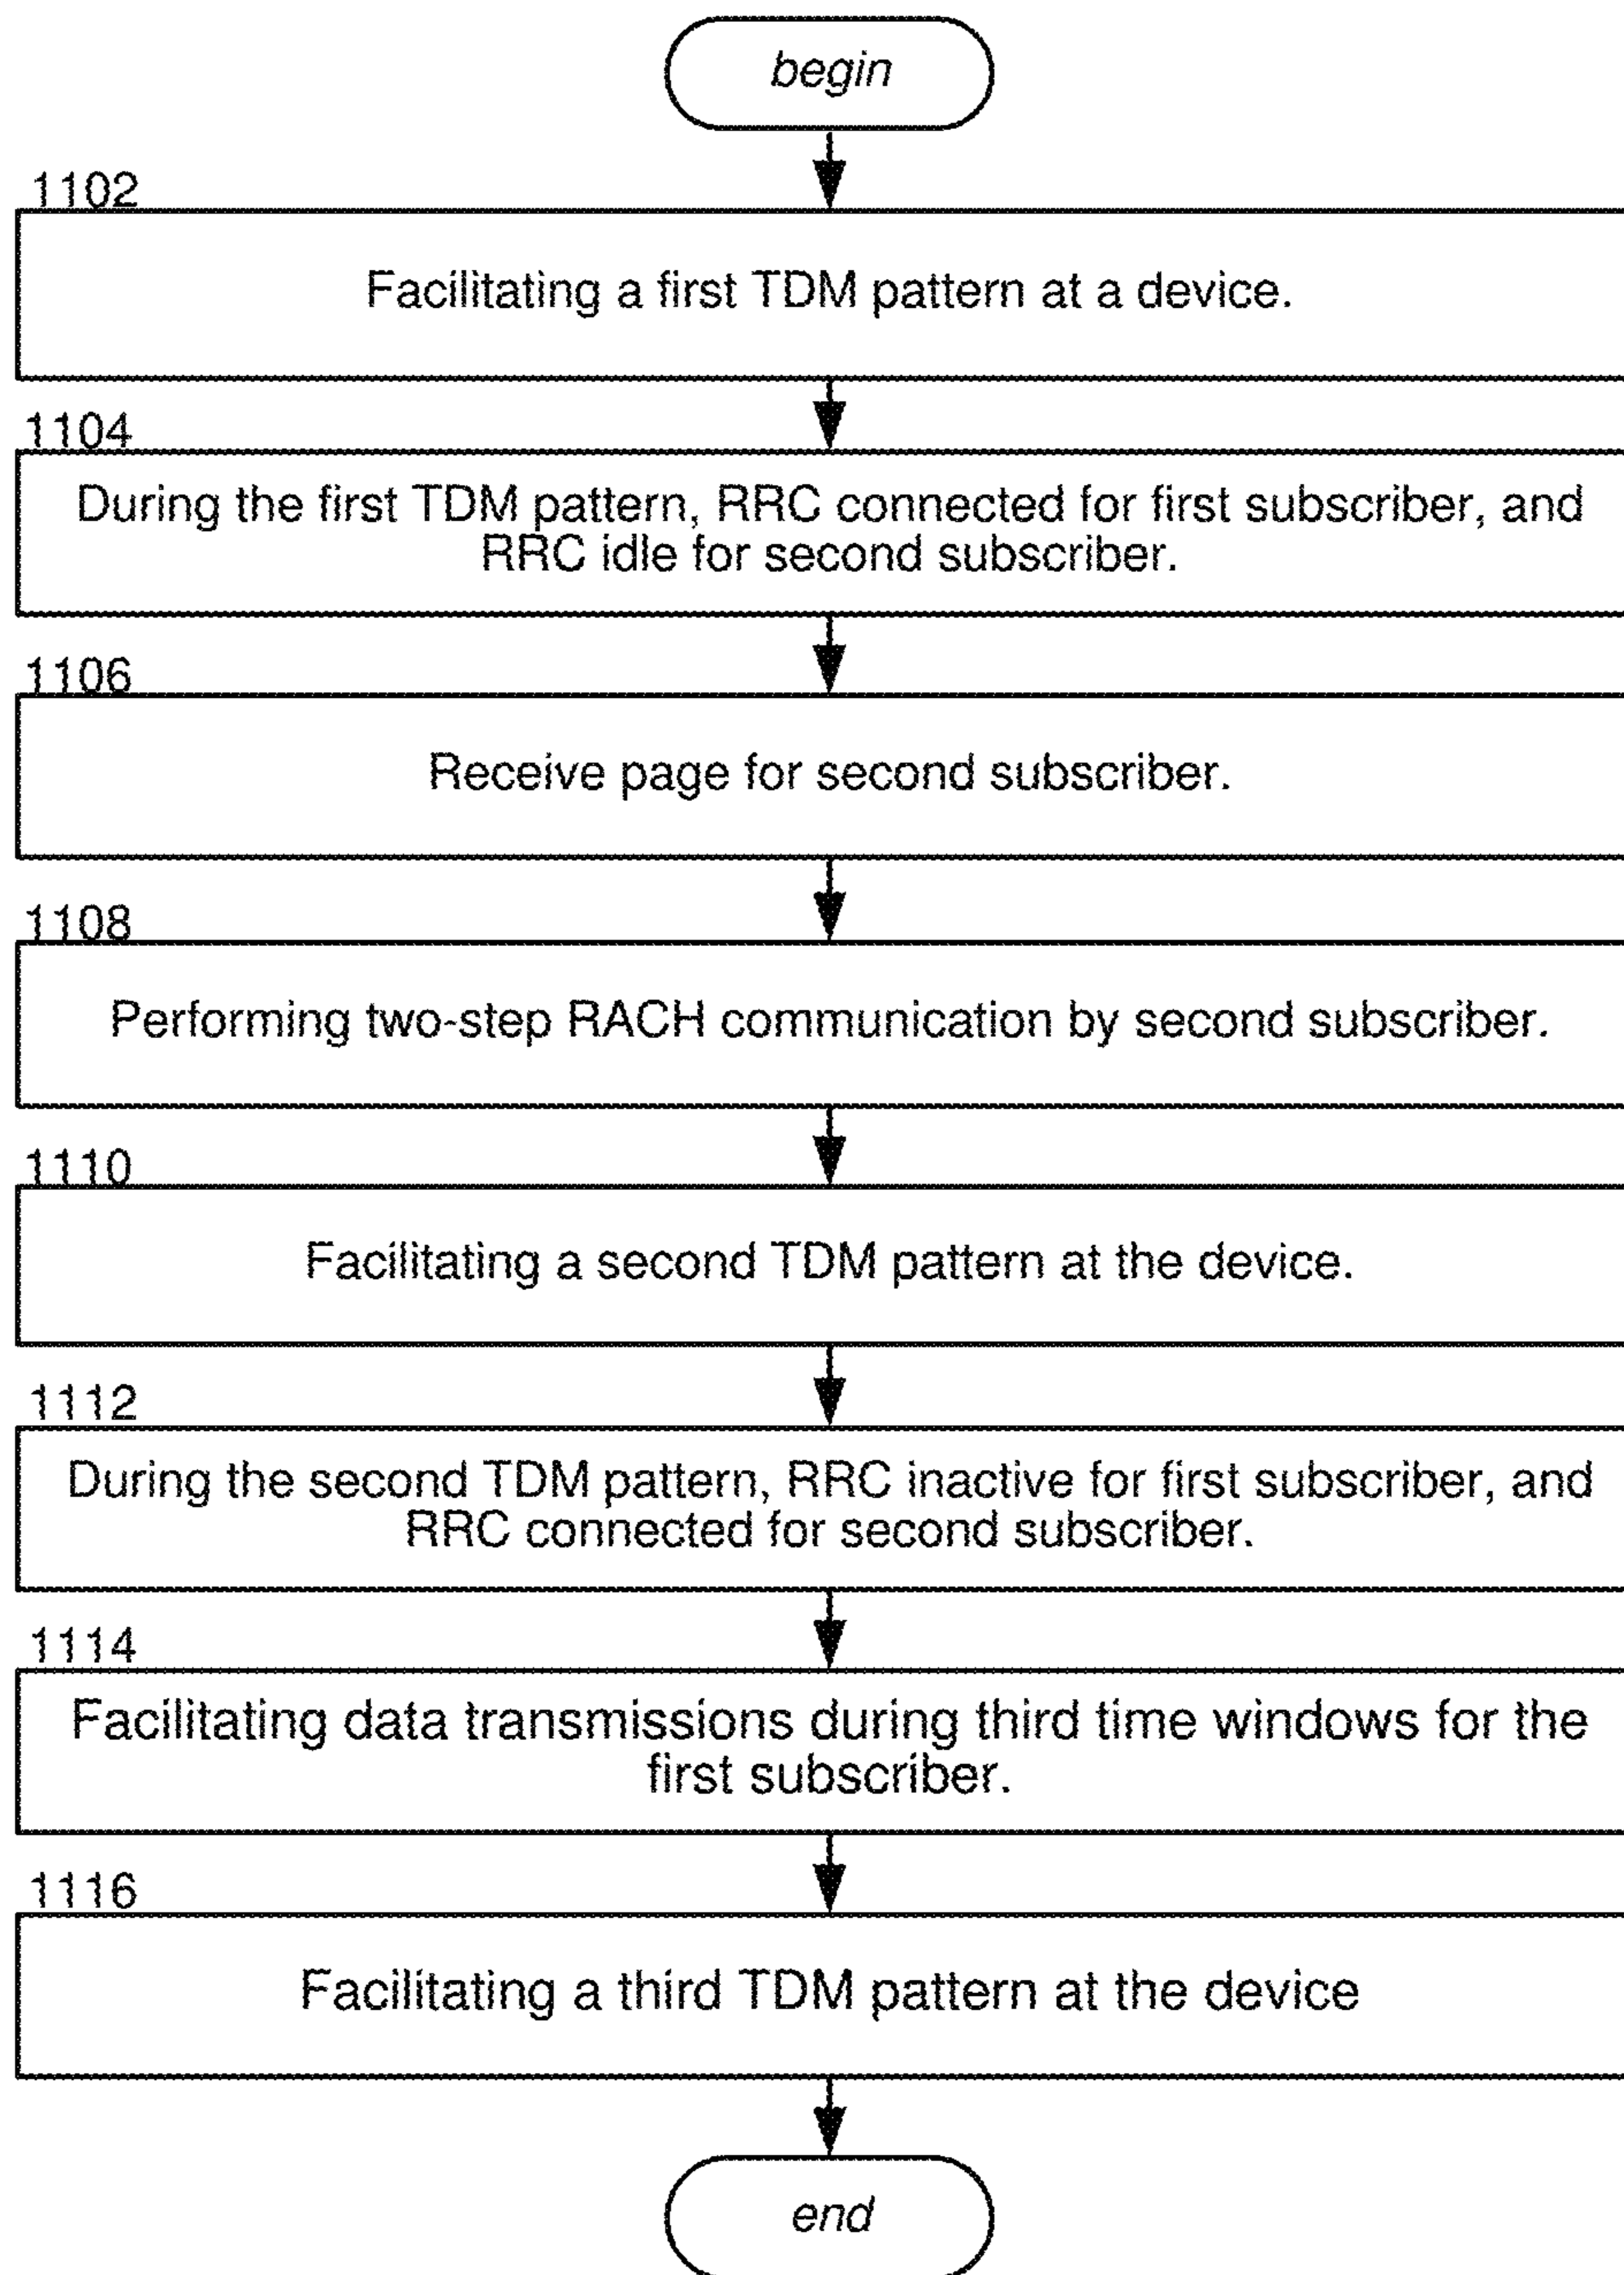 begin
1102
Facilitating a first TDM pattern at a device.
1104
During the first TDM pattern, RRC connected for first subscriber, and
RRC idle for second subscriber.
1106
Receive page for second subscriber.
1108
Performing two-step RACH communication by second subscriber.
1110
Facilitating a second TDM pattern at the device.
1112
During the second TDM pattern, RRC inactive for first subscriber, and
RRC connected for second subscriber.
1114
Facilitating data transmissions during third time windows for the
first subscriber.
1116
Facilitating a third TDM pattern at the device
end